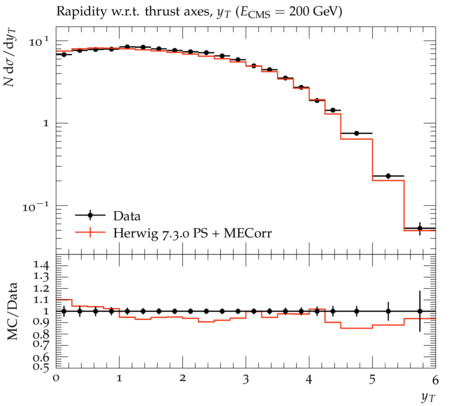 Rapidity w.r.t. thrust axes, y_T (E_CMS = 200 GeV)
N dσ/dy_T
10^1
1
10^−1
Data
Herwig 7.3.0 PS + MECorr
MC/Data
1.4
1.3
1.2
1.1
1
0.9
0.8
0.7
0.6
0.5
0 1 2 3 4 5 6
y_T